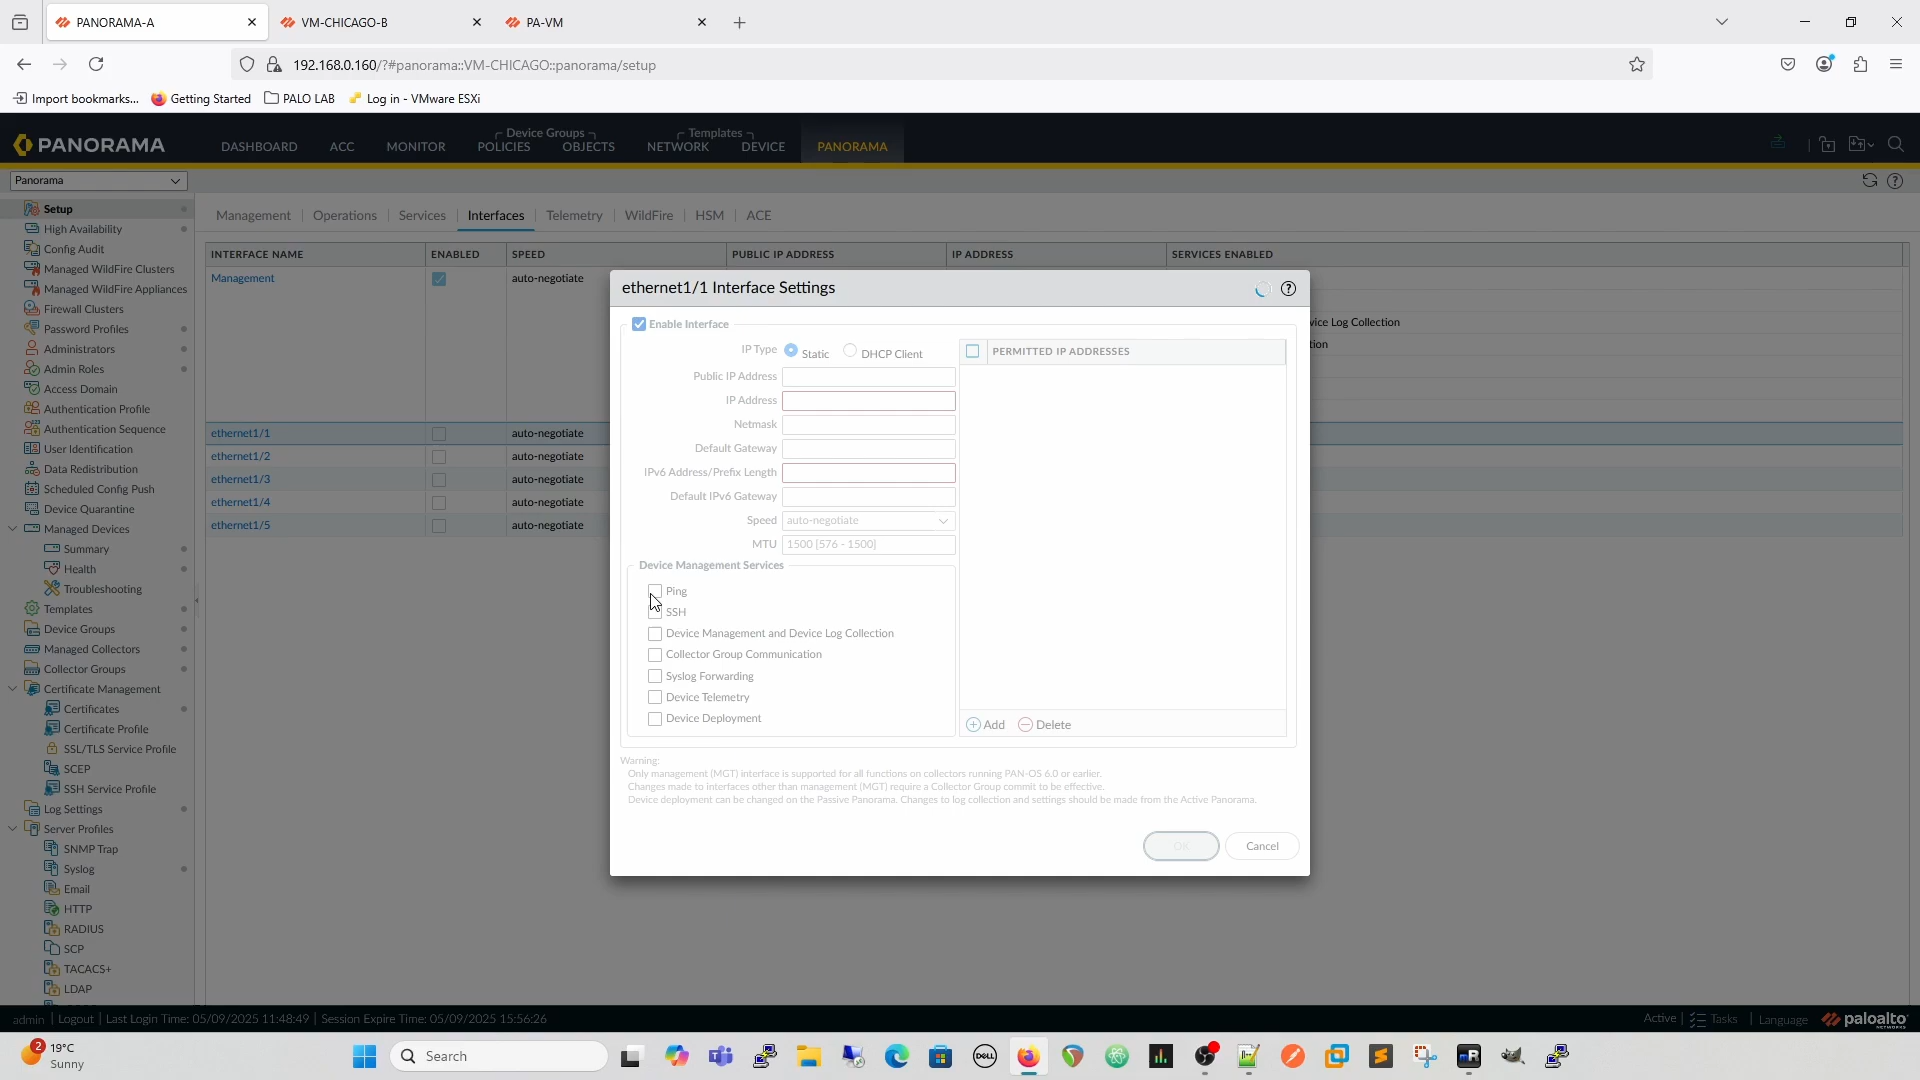 PANORAMA-A
VM-CHICAGO-B
PA-VM
192.168.0.160/?#panorama::VM-CHICAGO::panorama/setup
Import bookmarks...
Getting Started
PALO LAB
Log in - VMware ESXi
PANORAMA
DASHBOARD
ACC
MONITOR
Device Groups
POLICIES
OBJECTS
Templates
NETWORK
DEVICE
PANORAMA
Panorama
Setup
High Availability
Config Audit
Managed WildFire Clusters
Managed WildFire Appliances
Firewall Clusters
Password Profiles
Administrators
Admin Roles
Access Domain
Authentication Profile
Authentication Sequence
User Identification
Data Redistribution
Scheduled Config Push
Device Quarantine
Managed Devices
Summary
Health
Troubleshooting
Templates
Device Groups
Managed Collectors
Collector Groups
Certificate Management
Certificates
Certificate Profile
SSL/TLS Service Profile
SCEP
SSH Service Profile
Log Settings
Server Profiles
SNMP Trap
Syslog
Email
HTTP
RADIUS
SCP
TACACS+
LDAP
Management
Operations
Services
Interfaces
Telemetry
WildFire
HSM
ACE
INTERFACE NAME
ENABLED
SPEED
PUBLIC IP ADDRESS
IP ADDRESS
SERVICES ENABLED
Management
auto-negotiate
vice Log Collection
tion
ethernet1/1
auto-negotiate
ethernet1/2
auto-negotiate
ethernet1/3
auto-negotiate
ethernet1/4
auto-negotiate
ethernet1/5
auto-negotiate
ethernet1/1 Interface Settings
Enable Interface
IP Type
Static
DHCP Client
Public IP Address
IP Address
Netmask
Default Gateway
IPv6 Address/Prefix Length
Default IPv6 Gateway
Speed
auto-negotiate
MTU
1500 [576 - 1500]
PERMITTED IP ADDRESSES
Device Management Services
Ping
SSH
Device Management and Device Log Collection
Collector Group Communication
Syslog Forwarding
Device Telemetry
Device Deployment
Add
Delete
Warning:
Only management (MGT) interface is supported for all functions on collectors running PAN-OS 6.0 or earlier.
Changes made to interfaces other than management (MGT) require a Collector Group commit to be effective.
Device deployment can be changed on the Passive Panorama. Changes to log collection and settings should be made from the Active Panorama.
OK
Cancel
admin | Logout | Last Login Time: 05/09/2025 11:48:49 | Session Expire Time: 05/09/2025 15:56:26
Active
Tasks
Language
paloalto
NETWORKS
2
19°C
Sunny
Search
DELL